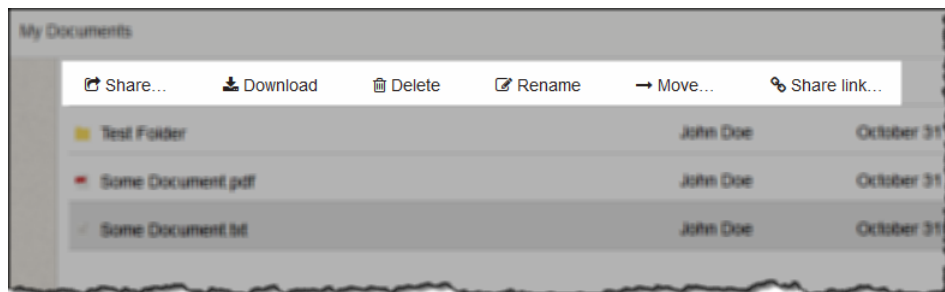 My Documents
Share... Download Delete Rename Move... Share link...
Test Folder John Doe October 31
Some Document.pdf John Doe October 31
Some Document.txt John Doe October 31